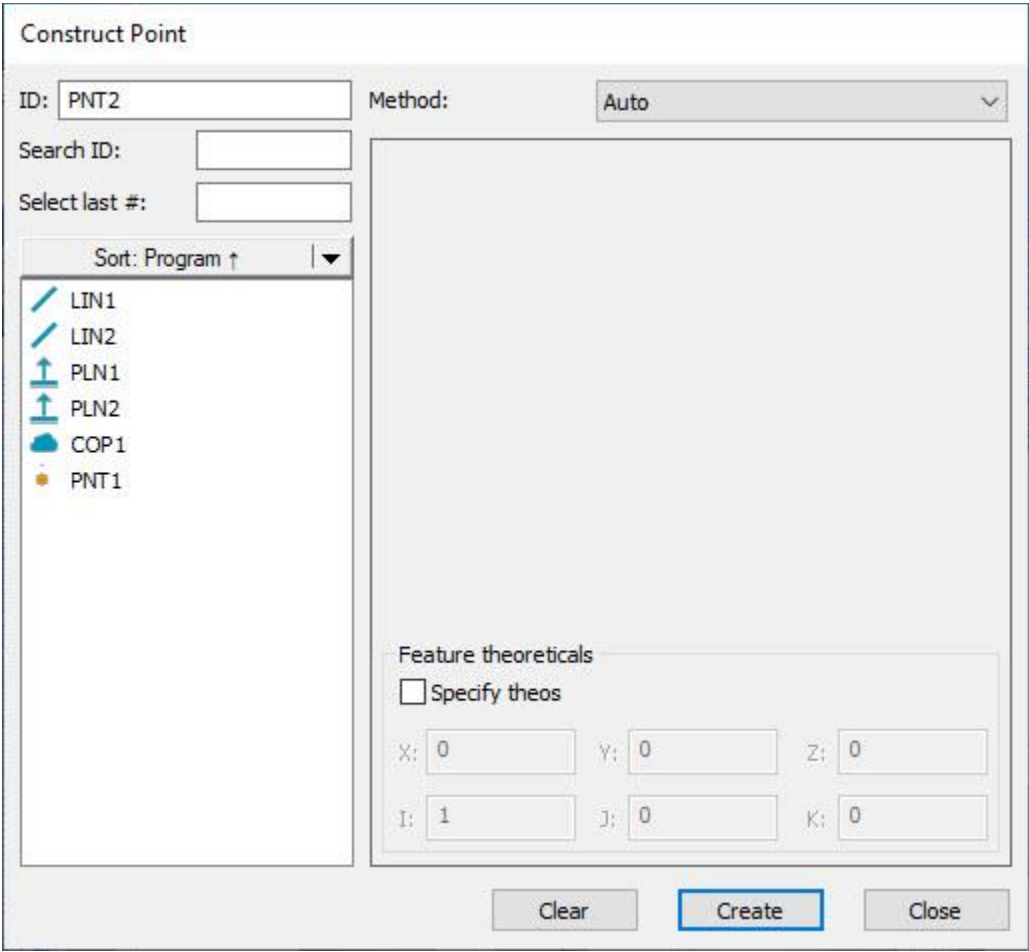 Construct Point
ID: PNT2
Method: Auto
Search ID:
Select last #:
Sort: Program ↑
LIN1
LIN2
PLN1
PLN2
COP1
PNT1
Feature theoreticals
Specify theos
X: 0 Y: 0 Z: 0
I: 1 J: 0 K: 0
Clear Create Close